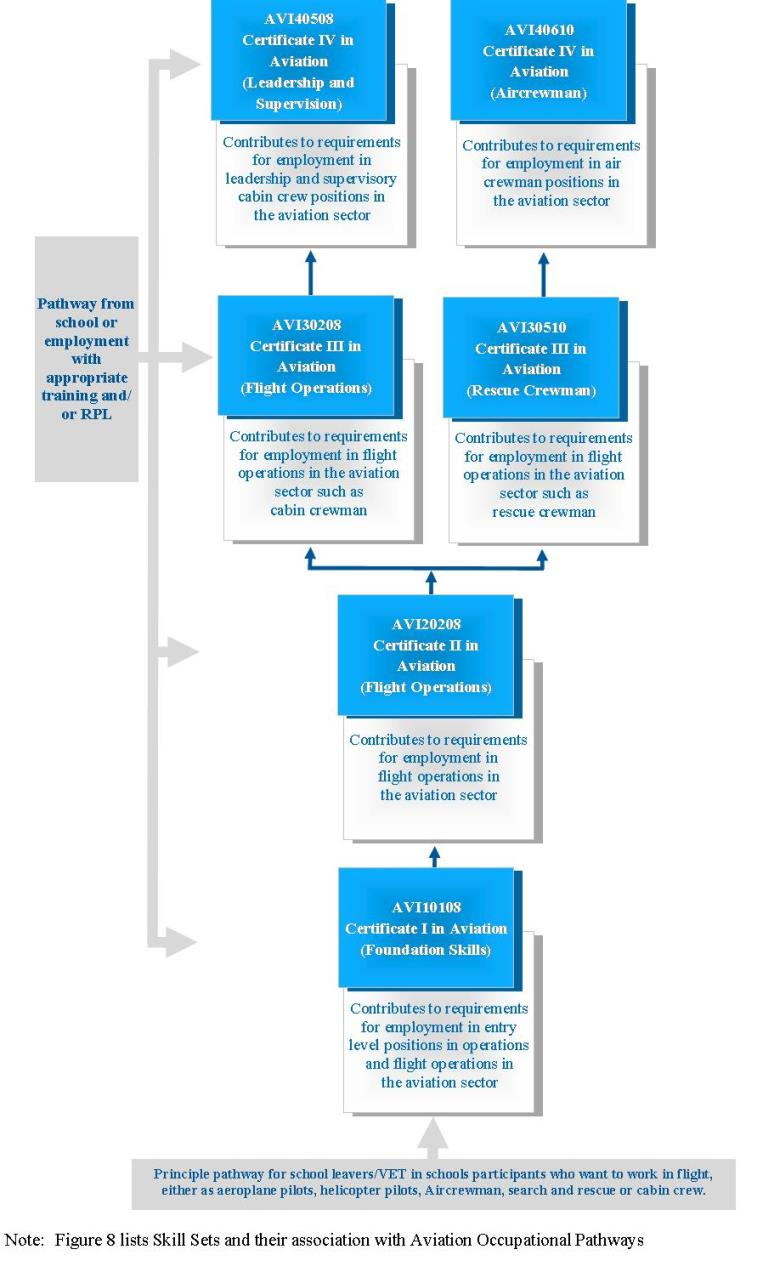 AVI40508
Certificate IV in
Aviation
(Leadership and
Supervision)
Contributes to requirements
for employment in
leadership and supervisory
cabin crew positions in
the aviation sector
AVI40610
Certificate IV in
Aviation
(Aircrewman)
Contributes to requirements
for employment in air
crewman positions in
the aviation sector
Pathway from
school or
employment
with
appropriate
training and/
or RPL
AVI30208
Certificate III in
Aviation
(Flight Operations)
Contributes to requirements
for employment in flight
operations in the aviation
sector such as
cabin crewman
AVI30510
Certificate III in
Aviation
(Rescue Crewman)
Contributes to requirements
for employment in flight
operations in the aviation
sector such as
rescue crewman
AVI20208
Certificate II in
Aviation
(Flight Operations)
Contributes to requirements
for employment in
flight operations in
the aviation sector
AVI10108
Certificate I in Aviation
(Foundation Skills)
Contributes to requirements
for employment in entry
level positions in operations
and flight operations in
the aviation sector
Principle pathway for school leavers/VET in schools participants who want to work in flight,
either as aeroplane pilots, helicopter pilots, Aircrewman, search and rescue or cabin crew.
Note: Figure 8 lists Skill Sets and their association with Aviation Occupational Pathways